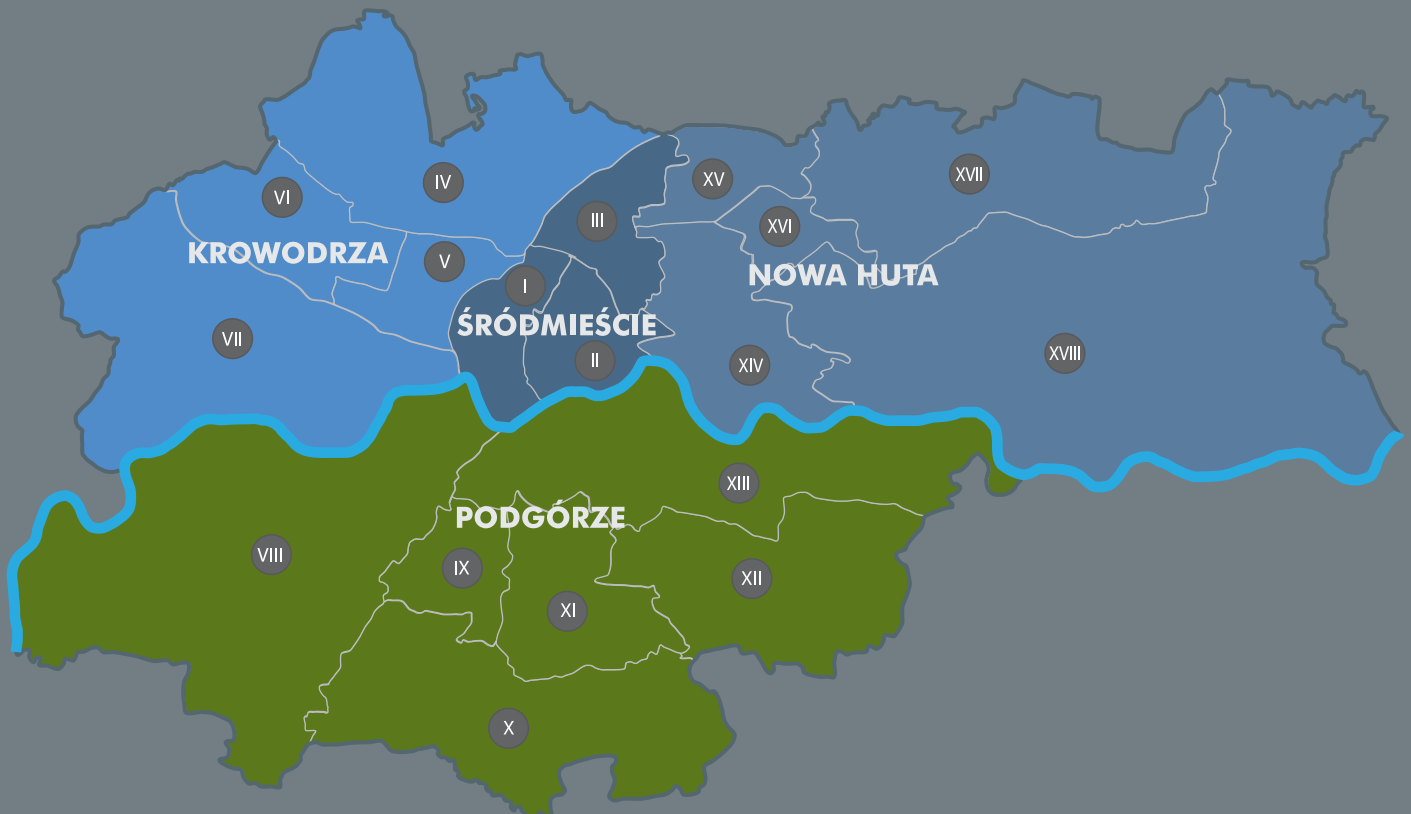 IV
XVII
XV
VI
III
XVI
KROWODRZA
V
NOWA HUTA
I
ŚRÓDMIEŚCIE
VII
XVIII
II
XIV
XIII
PODGÓRZE
VIII
IX
XII
XI
X